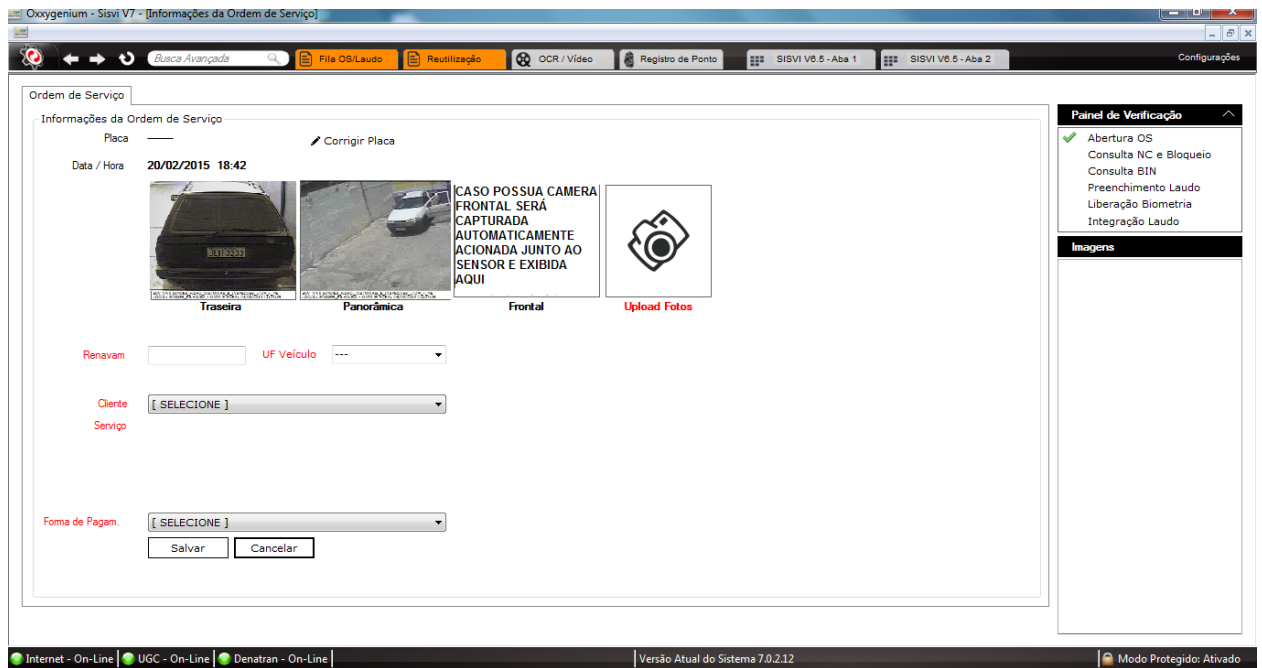 Oxxygenium - Sisvi V7 - [Informações da Ordem de Serviço]
Busca Avançada
Fila OS/Laudo
Reutilização
OCR / Vídeo
Registro de Ponto
SISVI V6.5 - Aba 1
SISVI V6.5 - Aba 2
Configurações
Ordem de Serviço
Informações da Ordem de Serviço
Placa
Corrigir Placa
Data / Hora 20/02/2015 18:42
CASO POSSUA CAMERA
FRONTAL SERÁ
CAPTURADA
AUTOMATICAMENTE
ACIONADA JUNTO AO
SENSOR E EXIBIDA
AQUI
Traseira
Panorâmica
Frontal
Upload Fotos
Renavam
UF Veículo ---
Cliente [ SELECIONE ]
Serviço
Forma de Pagam. [ SELECIONE ]
Salvar
Cancelar
Painel de Verificação
Abertura OS
Consulta NC e Bloqueio
Consulta BIN
Preenchimento Laudo
Liberação Biometria
Integração Laudo
Imagens
Internet - On-Line
UGC - On-Line
Denatran - On-Line
Versão Atual do Sistema 7.0.2.12
Modo Protegido: Ativado